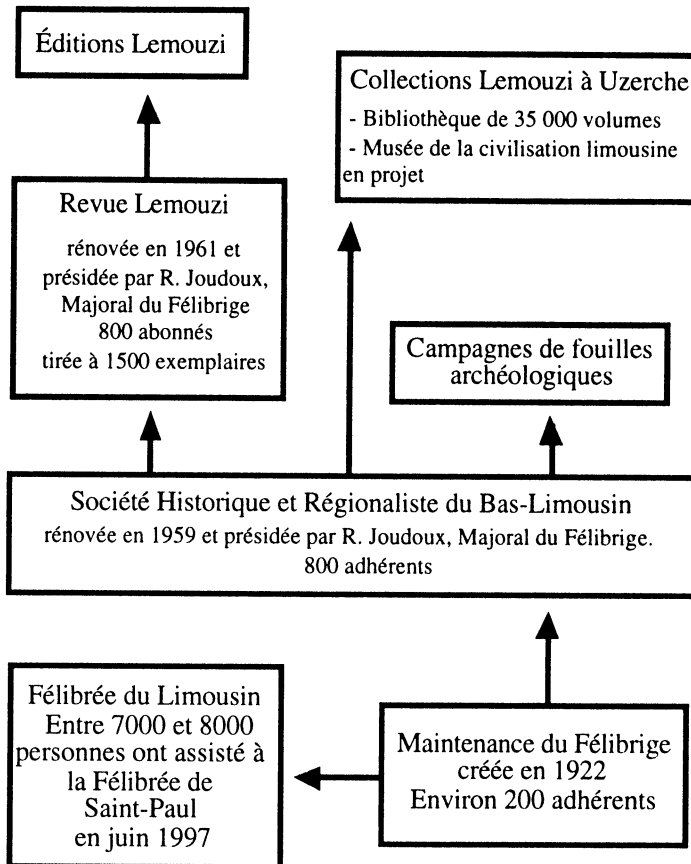 Éditions Lemouzi
Collections Lemouzi à Uzerche
- Bibliothèque de 35 000 volumes
- Musée de la civilisation limousine
en projet
Revue Lemouzi
rénovée en 1961 et
présidée par R. Joudoux,
Majoral du Félibrige
800 abonnés
tirée à 1500 exemplaires
Campagnes de fouilles
archéologiques
Société Historique et Régionaliste du Bas-Limousin
rénovée en 1959 et présidée par R. Joudoux, Majoral du Félibrige.
800 adhérents
Félibrée du Limousin
Entre 7000 et 8000
personnes ont assisté à
la Félibrée de
Saint-Paul
en juin 1997
Maintenance du Félibrige
créée en 1922
Environ 200 adhérents